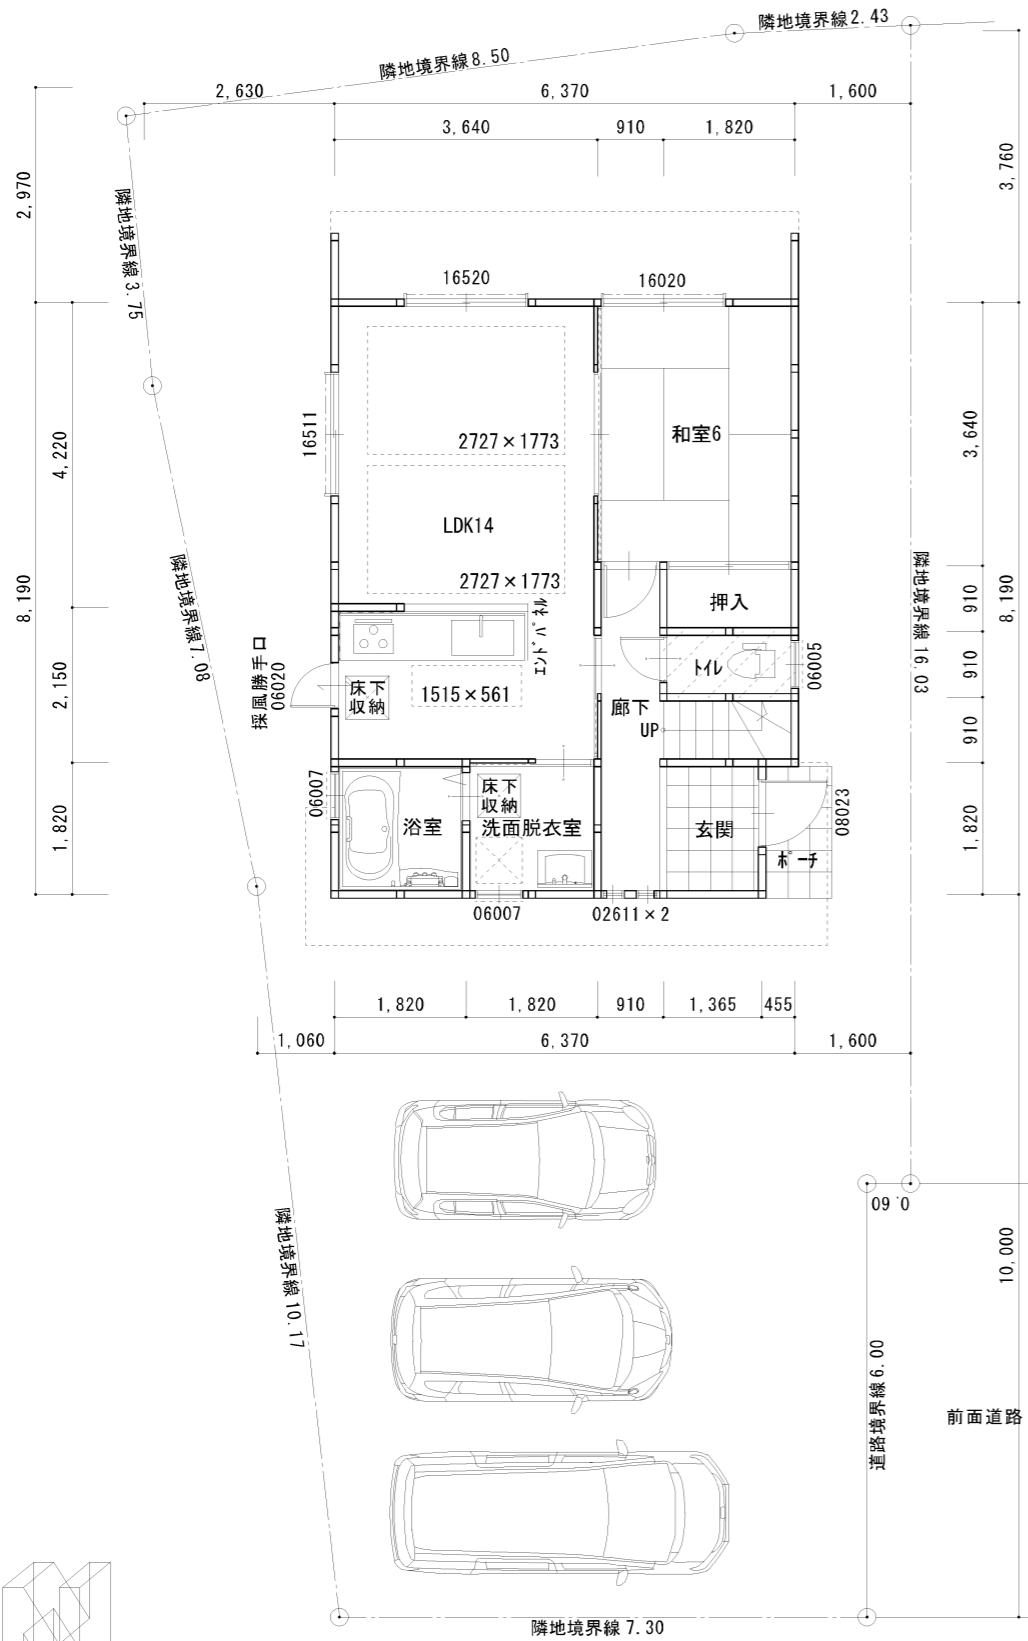 隣地境界線2.43
隣地境界線8.50
2,630
6,370
1,600
3,640
910
1,820
2,970
3,760
隣地境界線3.75
16520
16020
16511
2727×1773
和室6
4,220
3,640
LDK14
2727×1773
8,190
隣地境界線16.03
910
8,190
押入
エンドパネル
隣地境界線7.08
採風勝手口
06020
トイレ
06005
910
2,150
床下
収納
1515×561
廊下
UP
910
06007
床下
収納
浴室
洗面脱衣室
玄関
08023
ポーチ
1,820
1,820
06007
02611×2
1,820
1,820
910
1,365
455
1,060
6,370
1,600
0.60
隣地境界線10.17
10,000
道路境界線6.00
前面道路
隣地境界線7.30